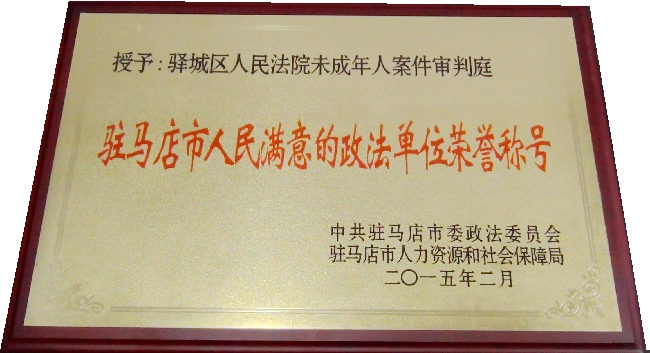 授予：驿城区人民法院未成年人案件审判庭
驻马店市人民满意的政法单位荣誉称号
中共驻马店市委政法委员会
驻马店市人力资源和社会保障局
二〇一五年二月